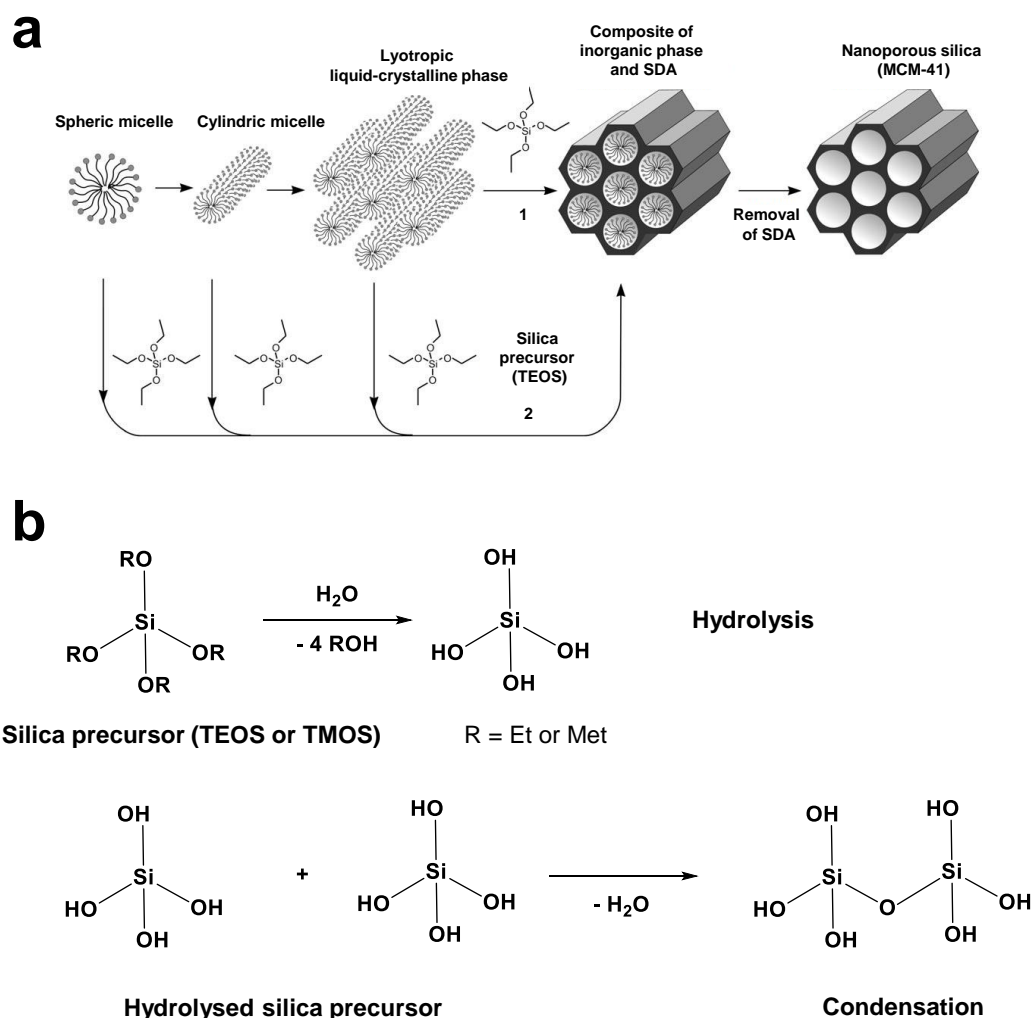 a
Spheric micelle
Cylindric micelle
Lyotropic
liquid-crystalline phase
O
O
Si
O
O
1
Composite of
inorganic phase
and SDA
Removal
of SDA
Nanoporous silica
(MCM-41)
O
O
Si
O
O
O
O
Si
O
O
O
O
Si
O
O
Silica
precursor
(TEOS)
2
b
RO
Si
RO
OR
OR
H₂O
- 4 ROH
OH
Si
HO
OH
OH
Hydrolysis
Silica precursor (TEOS or TMOS)
R = Et or Met
OH
Si
HO
OH
OH
+
HO
Si
HO
OH
OH
- H₂O
OH
HO
Si
Si
HO
O
OH
OH
OH
Hydrolysed silica precursor
Condensation